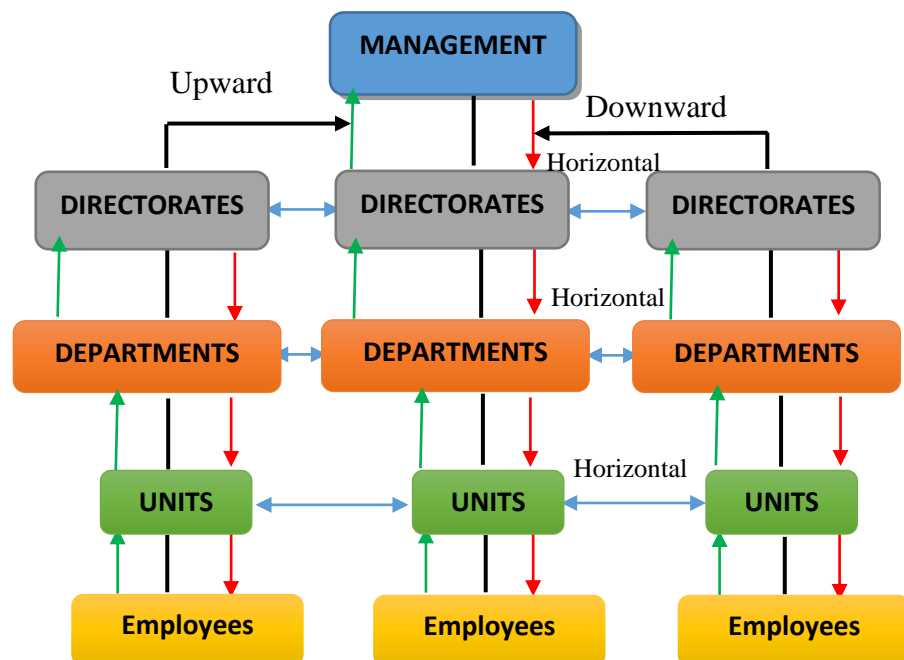 MANAGEMENT
Upward
Downward
Horizontal
DIRECTORATES
DIRECTORATES
DIRECTORATES
Horizontal
DEPARTMENTS
DEPARTMENTS
DEPARTMENTS
Horizontal
UNITS
UNITS
UNITS
Employees
Employees
Employees